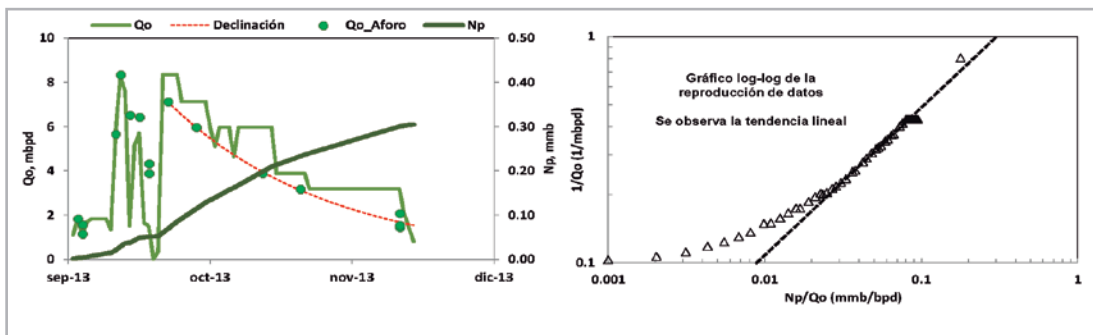 Qo Declinación Qo_Aforo Np
10
8
6
4
2
0
Qo, mbpd
0.50
0.40
0.30
0.20
0.10
0.00
Np, mmb
sep-13 oct-13 nov-13 dic-13
Gráfico log-log de la
reproducción de datos
Se observa la tendencia lineal
1
0.1
1/Qo (1/mbpd)
0.001 0.01 0.1 1
Np/Qo (mmb/bpd)